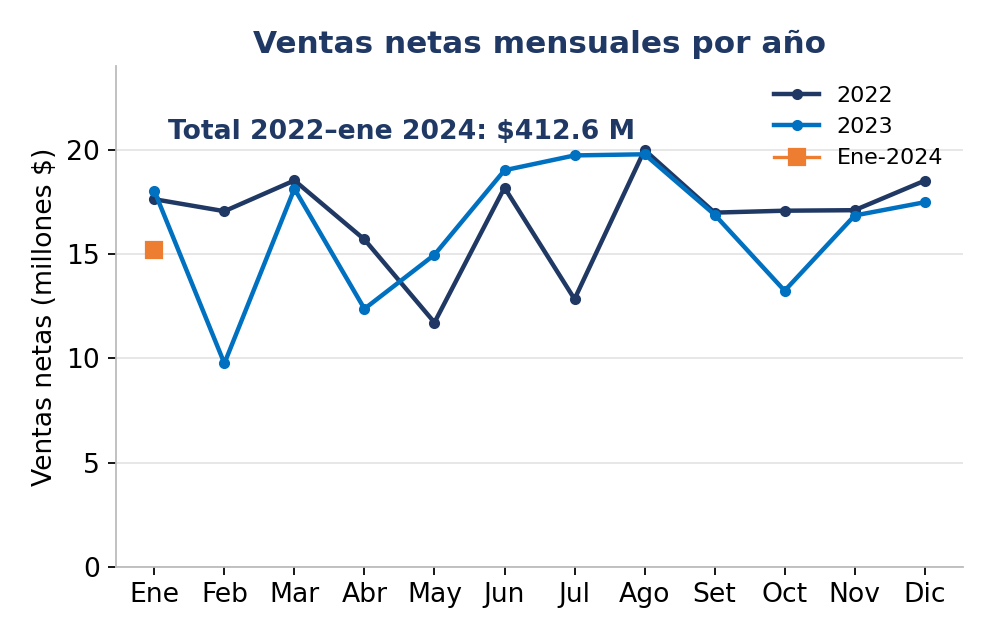 Ventas netas mensuales por año
Total 2022–ene 2024: $412.6 M
2022
2023
Ene-2024
Ventas netas (millones $)
20
15
10
5
0
Ene Feb Mar Abr May Jun Jul Ago Set Oct Nov Dic